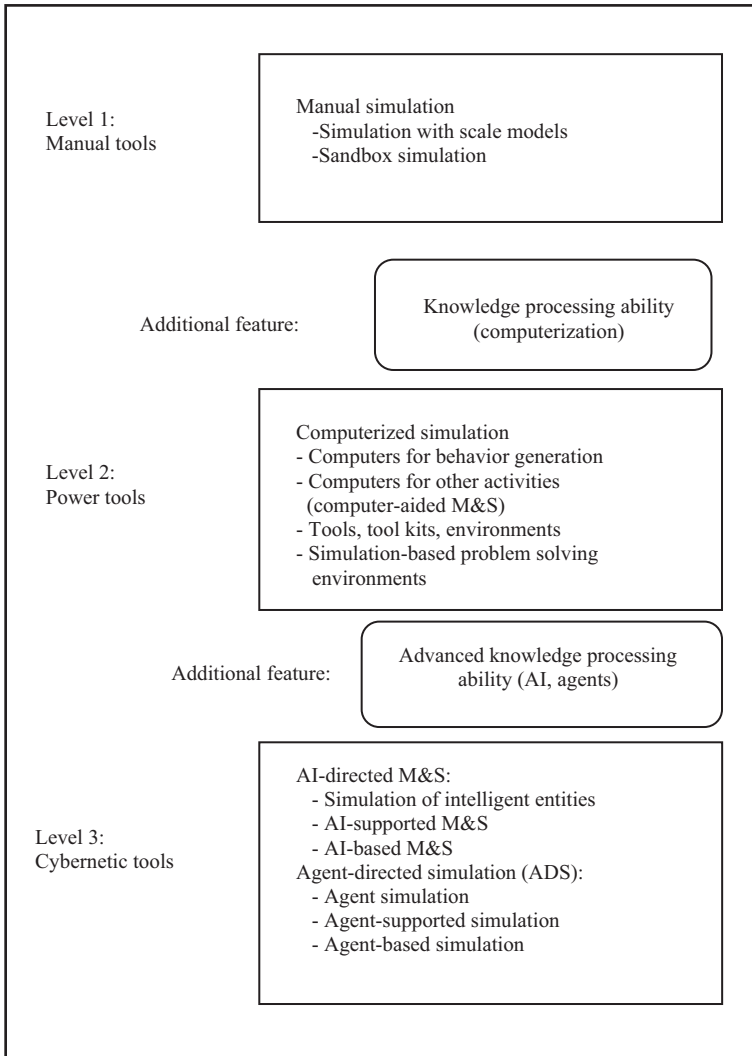 Level 1:
Manual tools
Manual simulation
-Simulation with scale models
-Sandbox simulation
Additional feature:
Knowledge processing ability
(computerization)
Level 2:
Power tools
Computerized simulation
- Computers for behavior generation
- Computers for other activities
(computer-aided M&S)
- Tools, tool kits, environments
- Simulation-based problem solving
environments
Additional feature:
Advanced knowledge processing
ability (AI, agents)
Level 3:
Cybernetic tools
AI-directed M&S:
- Simulation of intelligent entities
- AI-supported M&S
- AI-based M&S
Agent-directed simulation (ADS):
- Agent simulation
- Agent-supported simulation
- Agent-based simulation